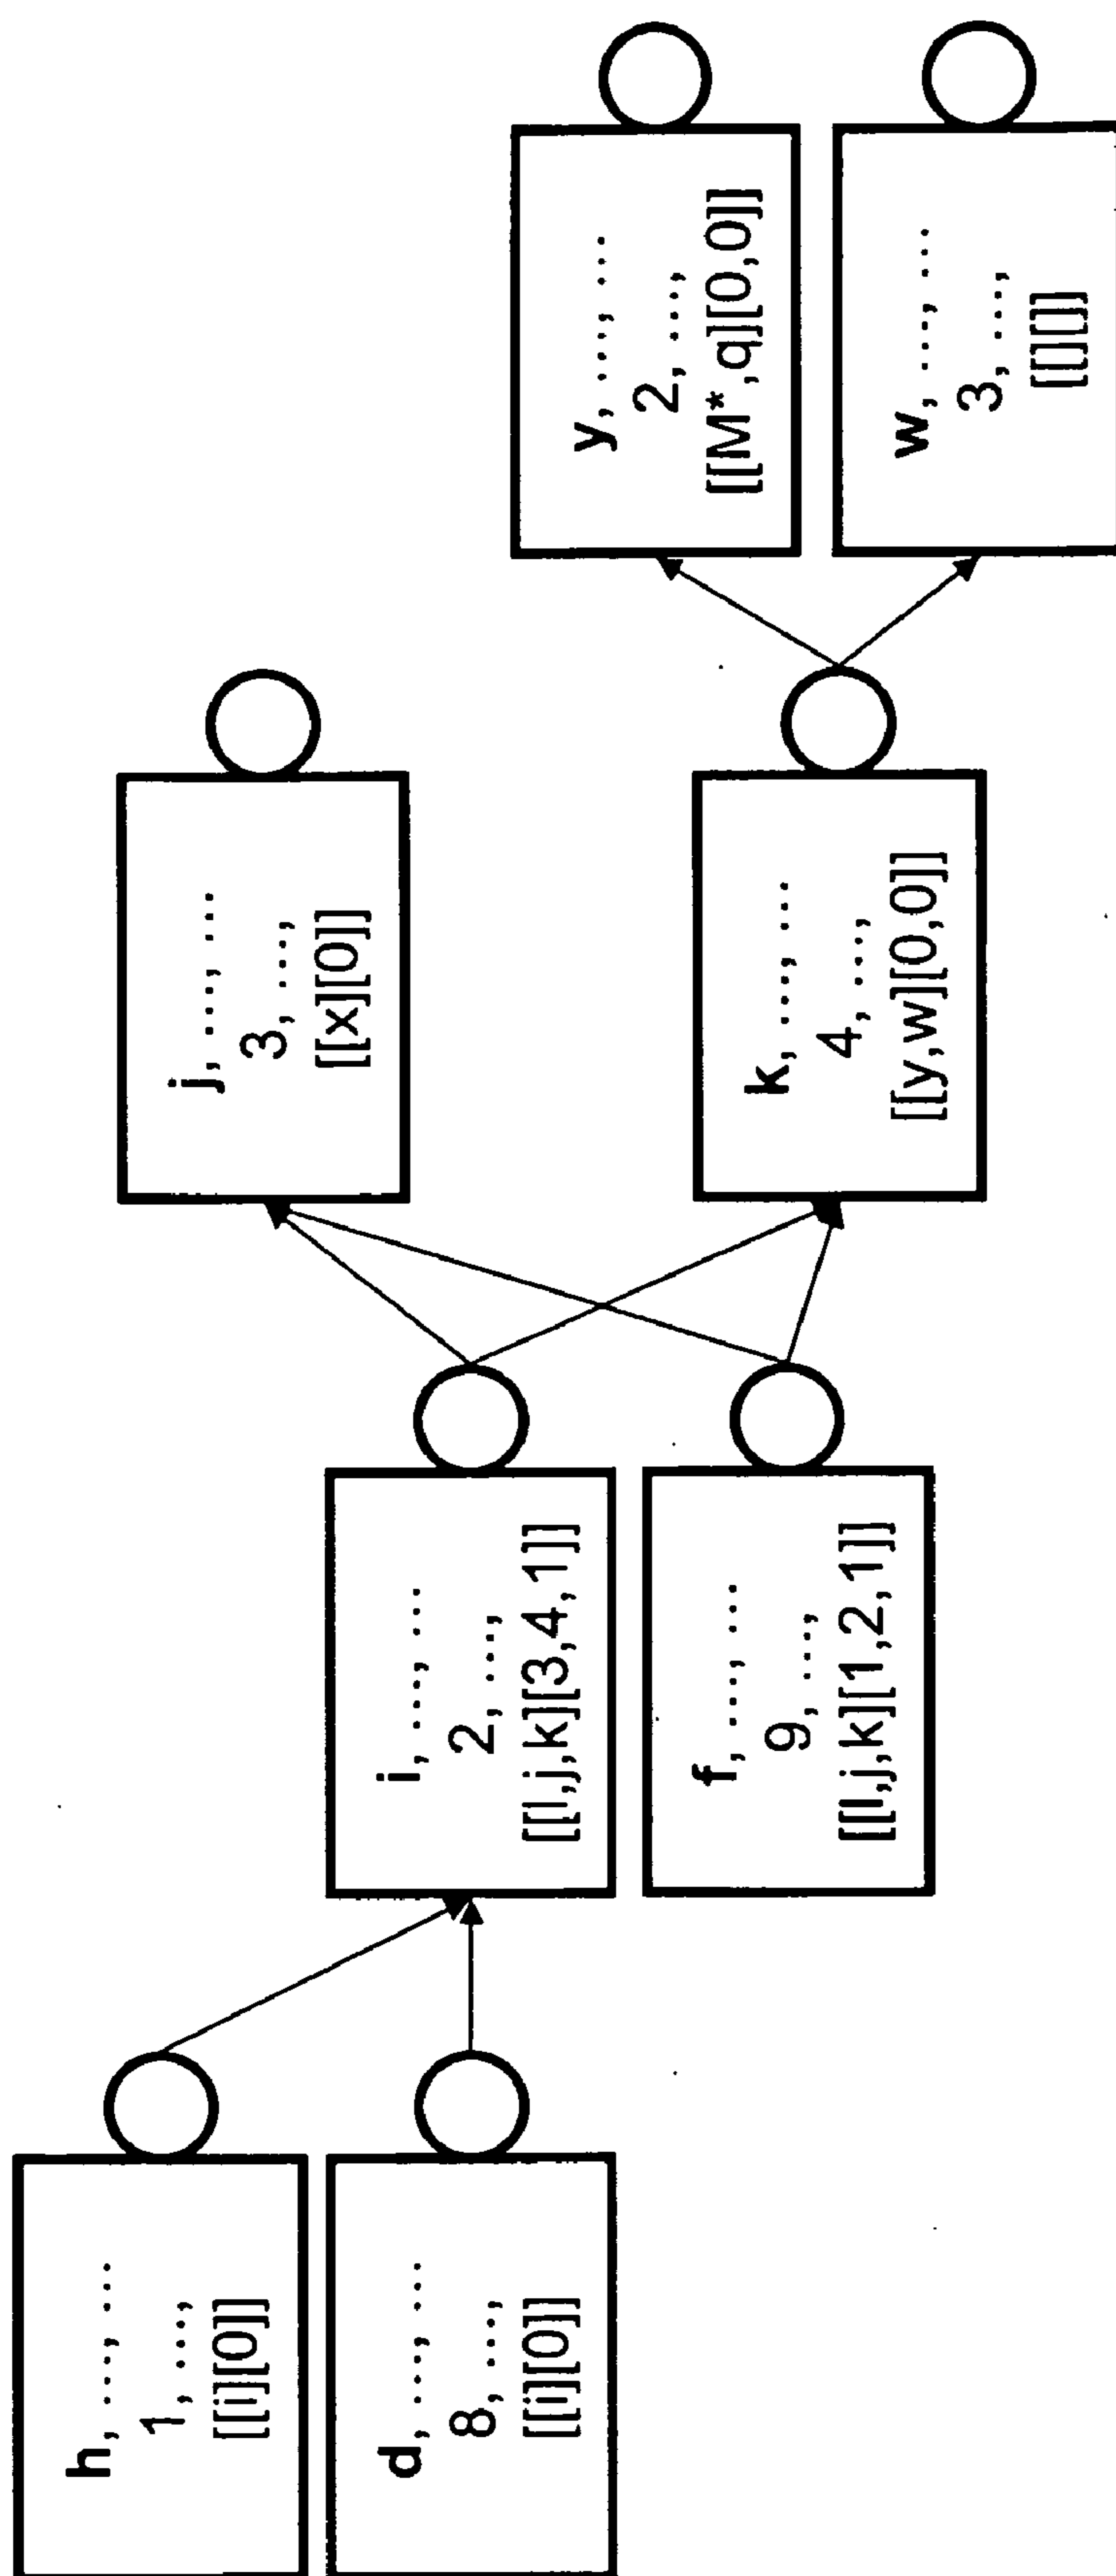 h, ..., ...
1, ...,
[[i][0]]
d, ..., ...
8, ...,
[[i][0]]
i, ..., ...
2, ...,
[[l,j,k][3,4,1]]
f, ..., ...
9, ...,
[[l,j,k][1,2,1]]
j, ..., ...
3, ...,
[[x][0]]
k, ..., ...
4, ...,
[[y,w][0,0]]
y, ..., ...
2, ...,
[[M*,q][0,0]]
w, ..., ...
3, ...,
[[][]]